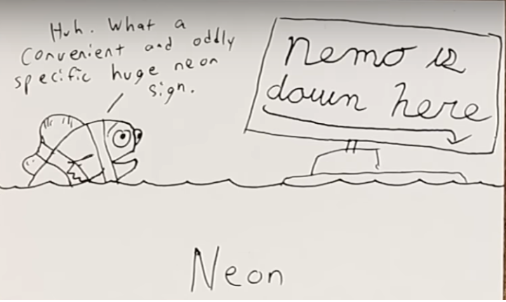 Huh. What a
convenient and oddly
specific huge neon
sign.
nemo is
down here
Neon